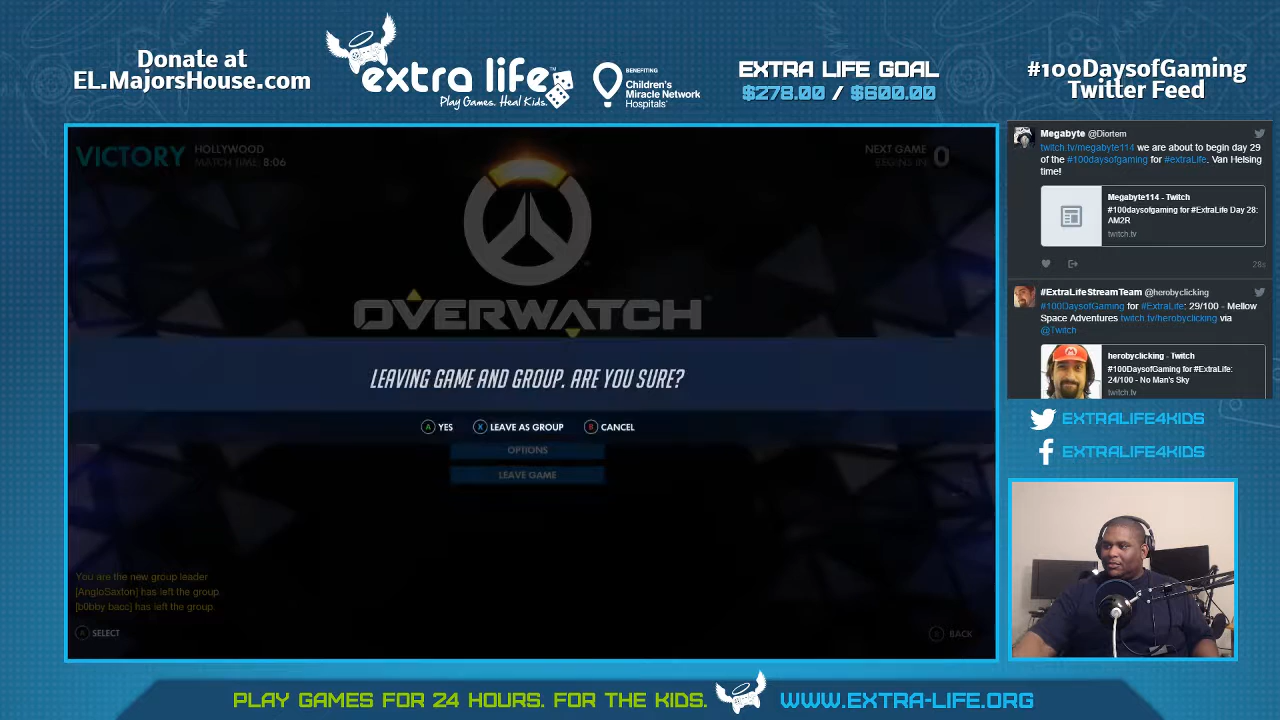 Donate at
EL.MajorsHouse.com
extra life
Play Games. Heal Kids.
BENEFITING
Children's
Miracle Network
Hospitals
EXTRA LIFE GOAL
$278.00 / $600.00
#100DaysofGaming
Twitter Feed
VICTORY
HOLLYWOOD
MATCH TIME: 8:06
NEXT GAME
BEGINS IN 0
OVERWATCH
LEAVING GAME AND GROUP. ARE YOU SURE?
A YES X LEAVE AS GROUP B CANCEL
OPTIONS
LEAVE GAME
You are the new group leader
[AngloSaxton] has left the group.
[b0bby bacc] has left the group.
A SELECT
B BACK
Megabyte @Diortem
twitch.tv/megabyte114 we are about to begin day 29
of the #100daysofgaming for #extraLife. Van Helsing
time!
Megabyte114 - Twitch
#100daysofgaming for #ExtraLife Day 28:
AM2R
twitch.tv
28s
#ExtraLifeStreamTeam @herobyclicking
#100DaysofGaming for #ExtraLife: 29/100 - Mellow
Space Adventures twitch.tv/herobyclicking via
@Twitch
herobyclicking - Twitch
#100DaysofGaming for #ExtraLife:
24/100 - No Man's Sky
twitch.tv
EXTRALIFE4KIDS
EXTRALIFE4KIDS
PLAY GAMES FOR 24 HOURS. FOR THE KIDS.
WWW.EXTRA-LIFE.ORG